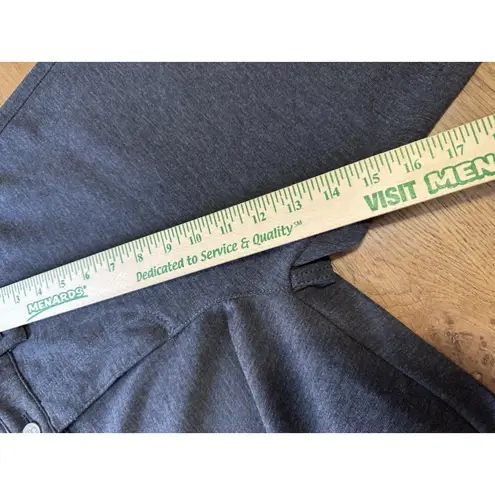 3 4 5 6 7 8 9 10 11 12 13 14 15 16 17
MENARDS®
Dedicated to Service & Quality℠
VISIT MEN